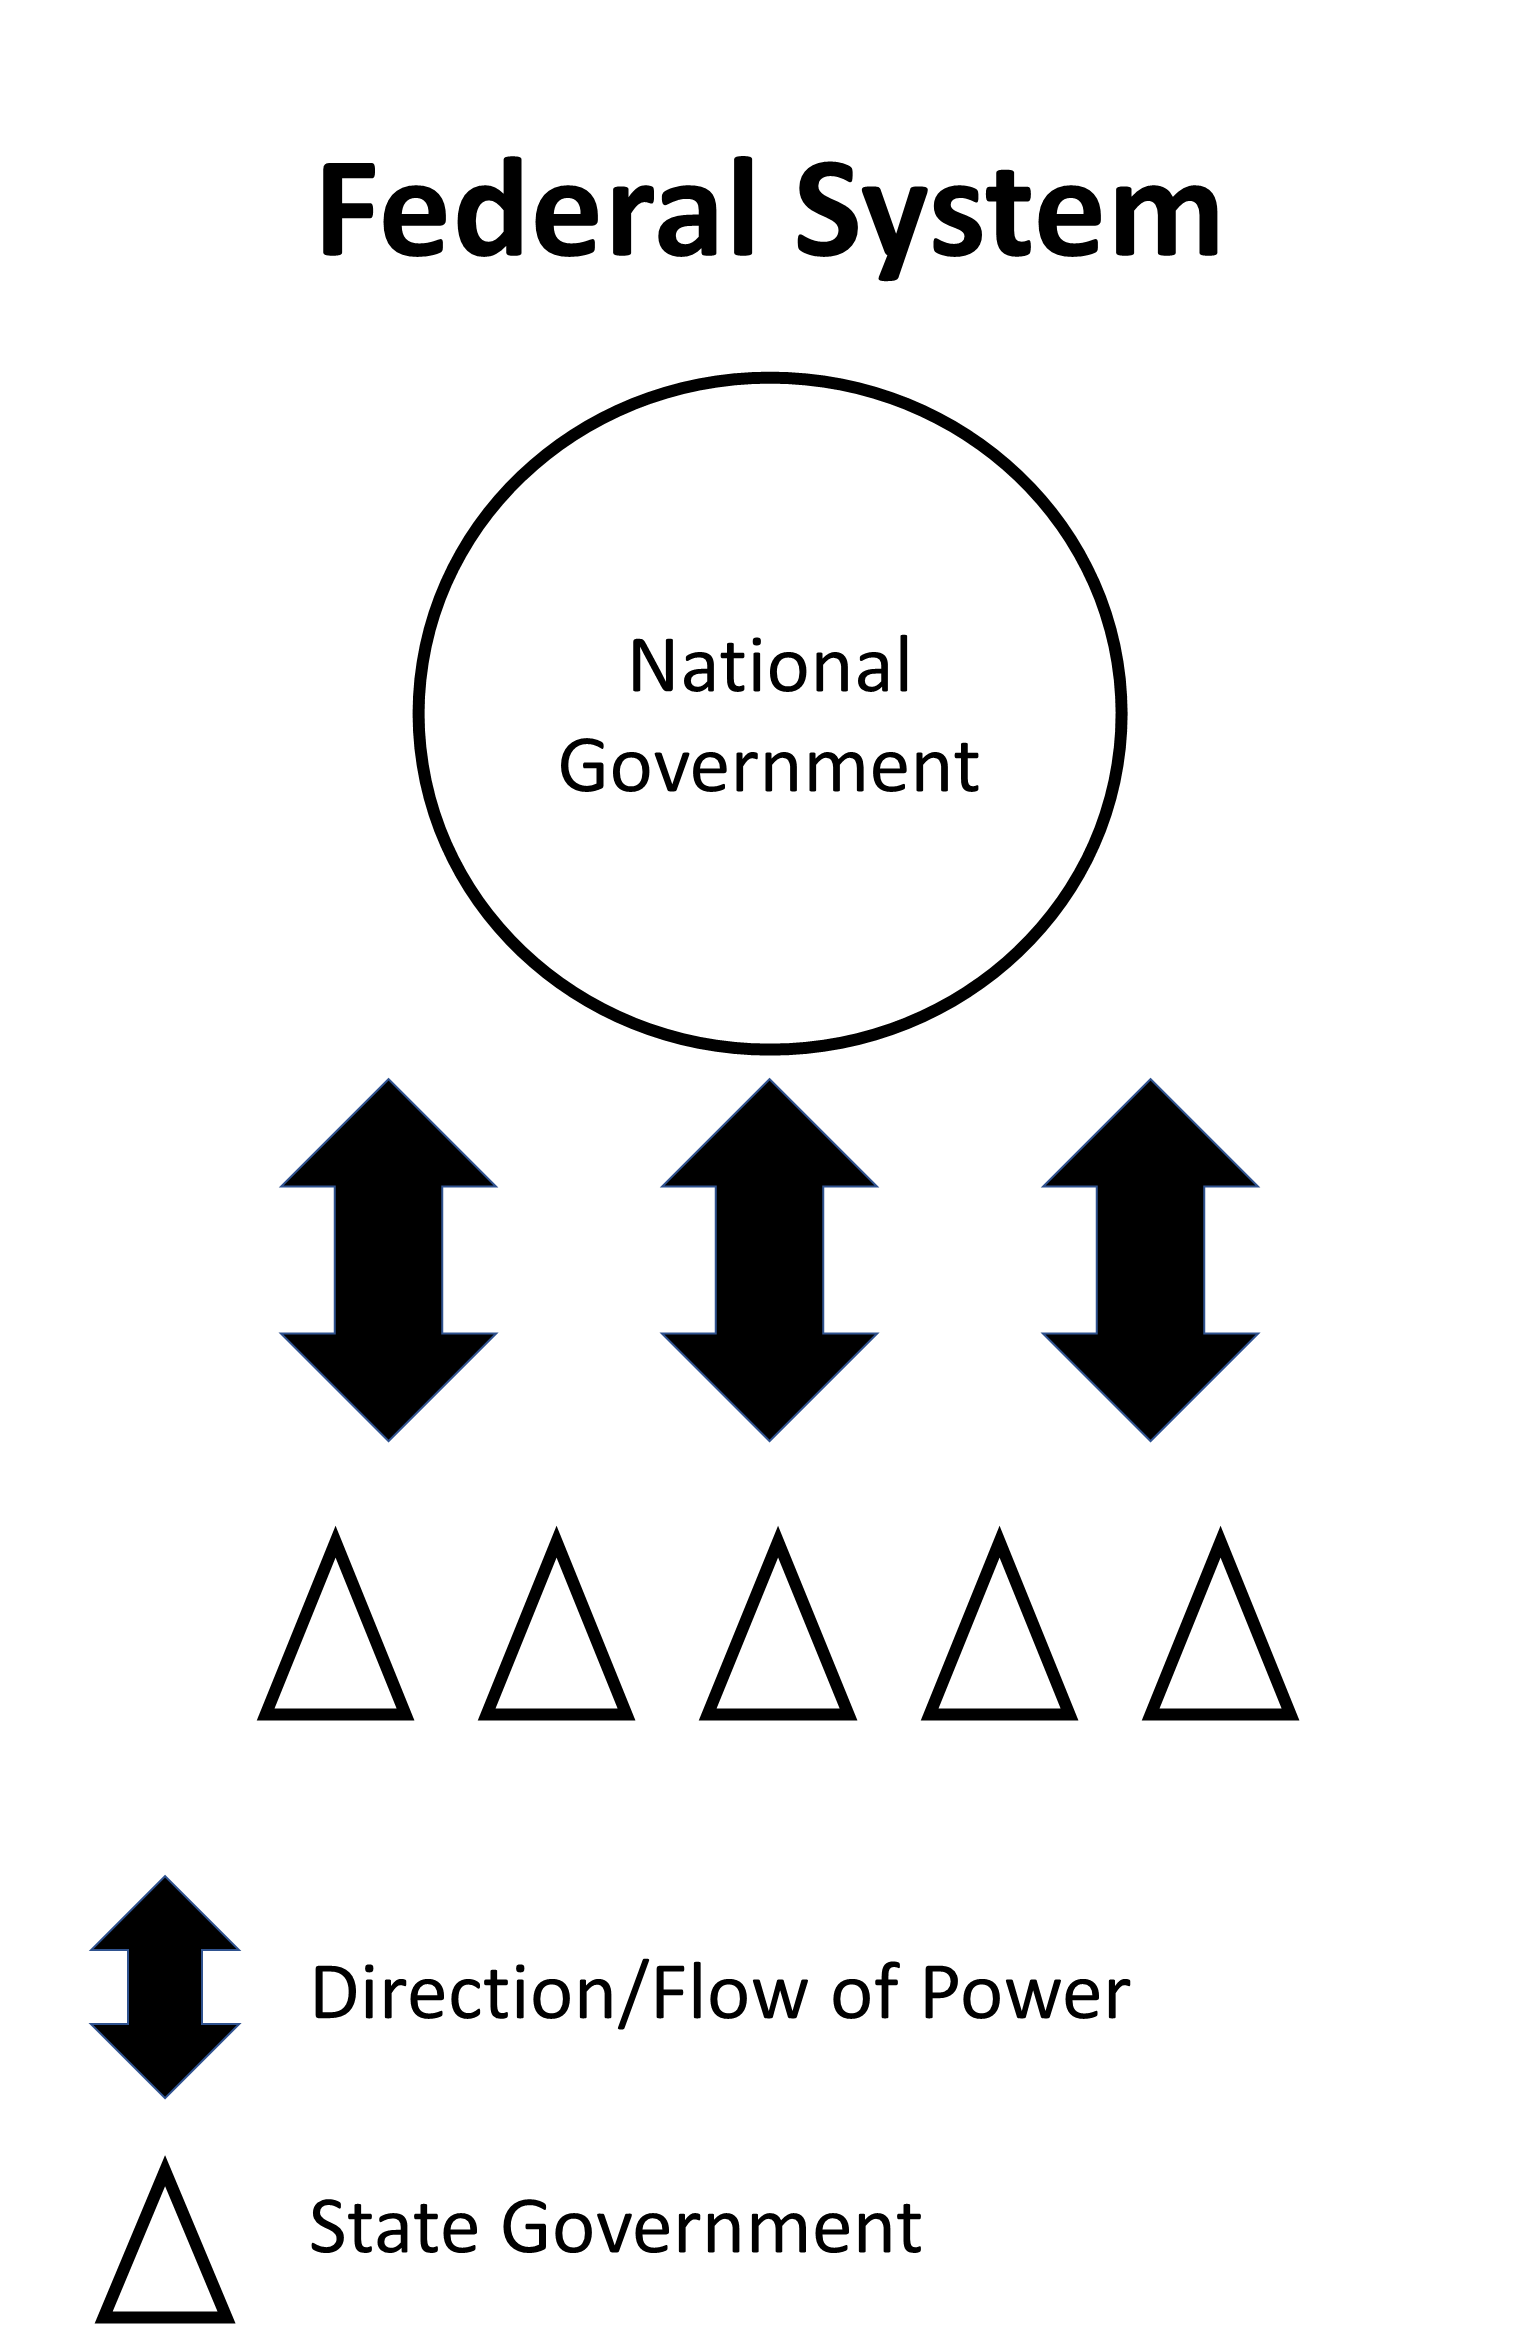 Federal System
National
Government
Direction/Flow of Power
State Government